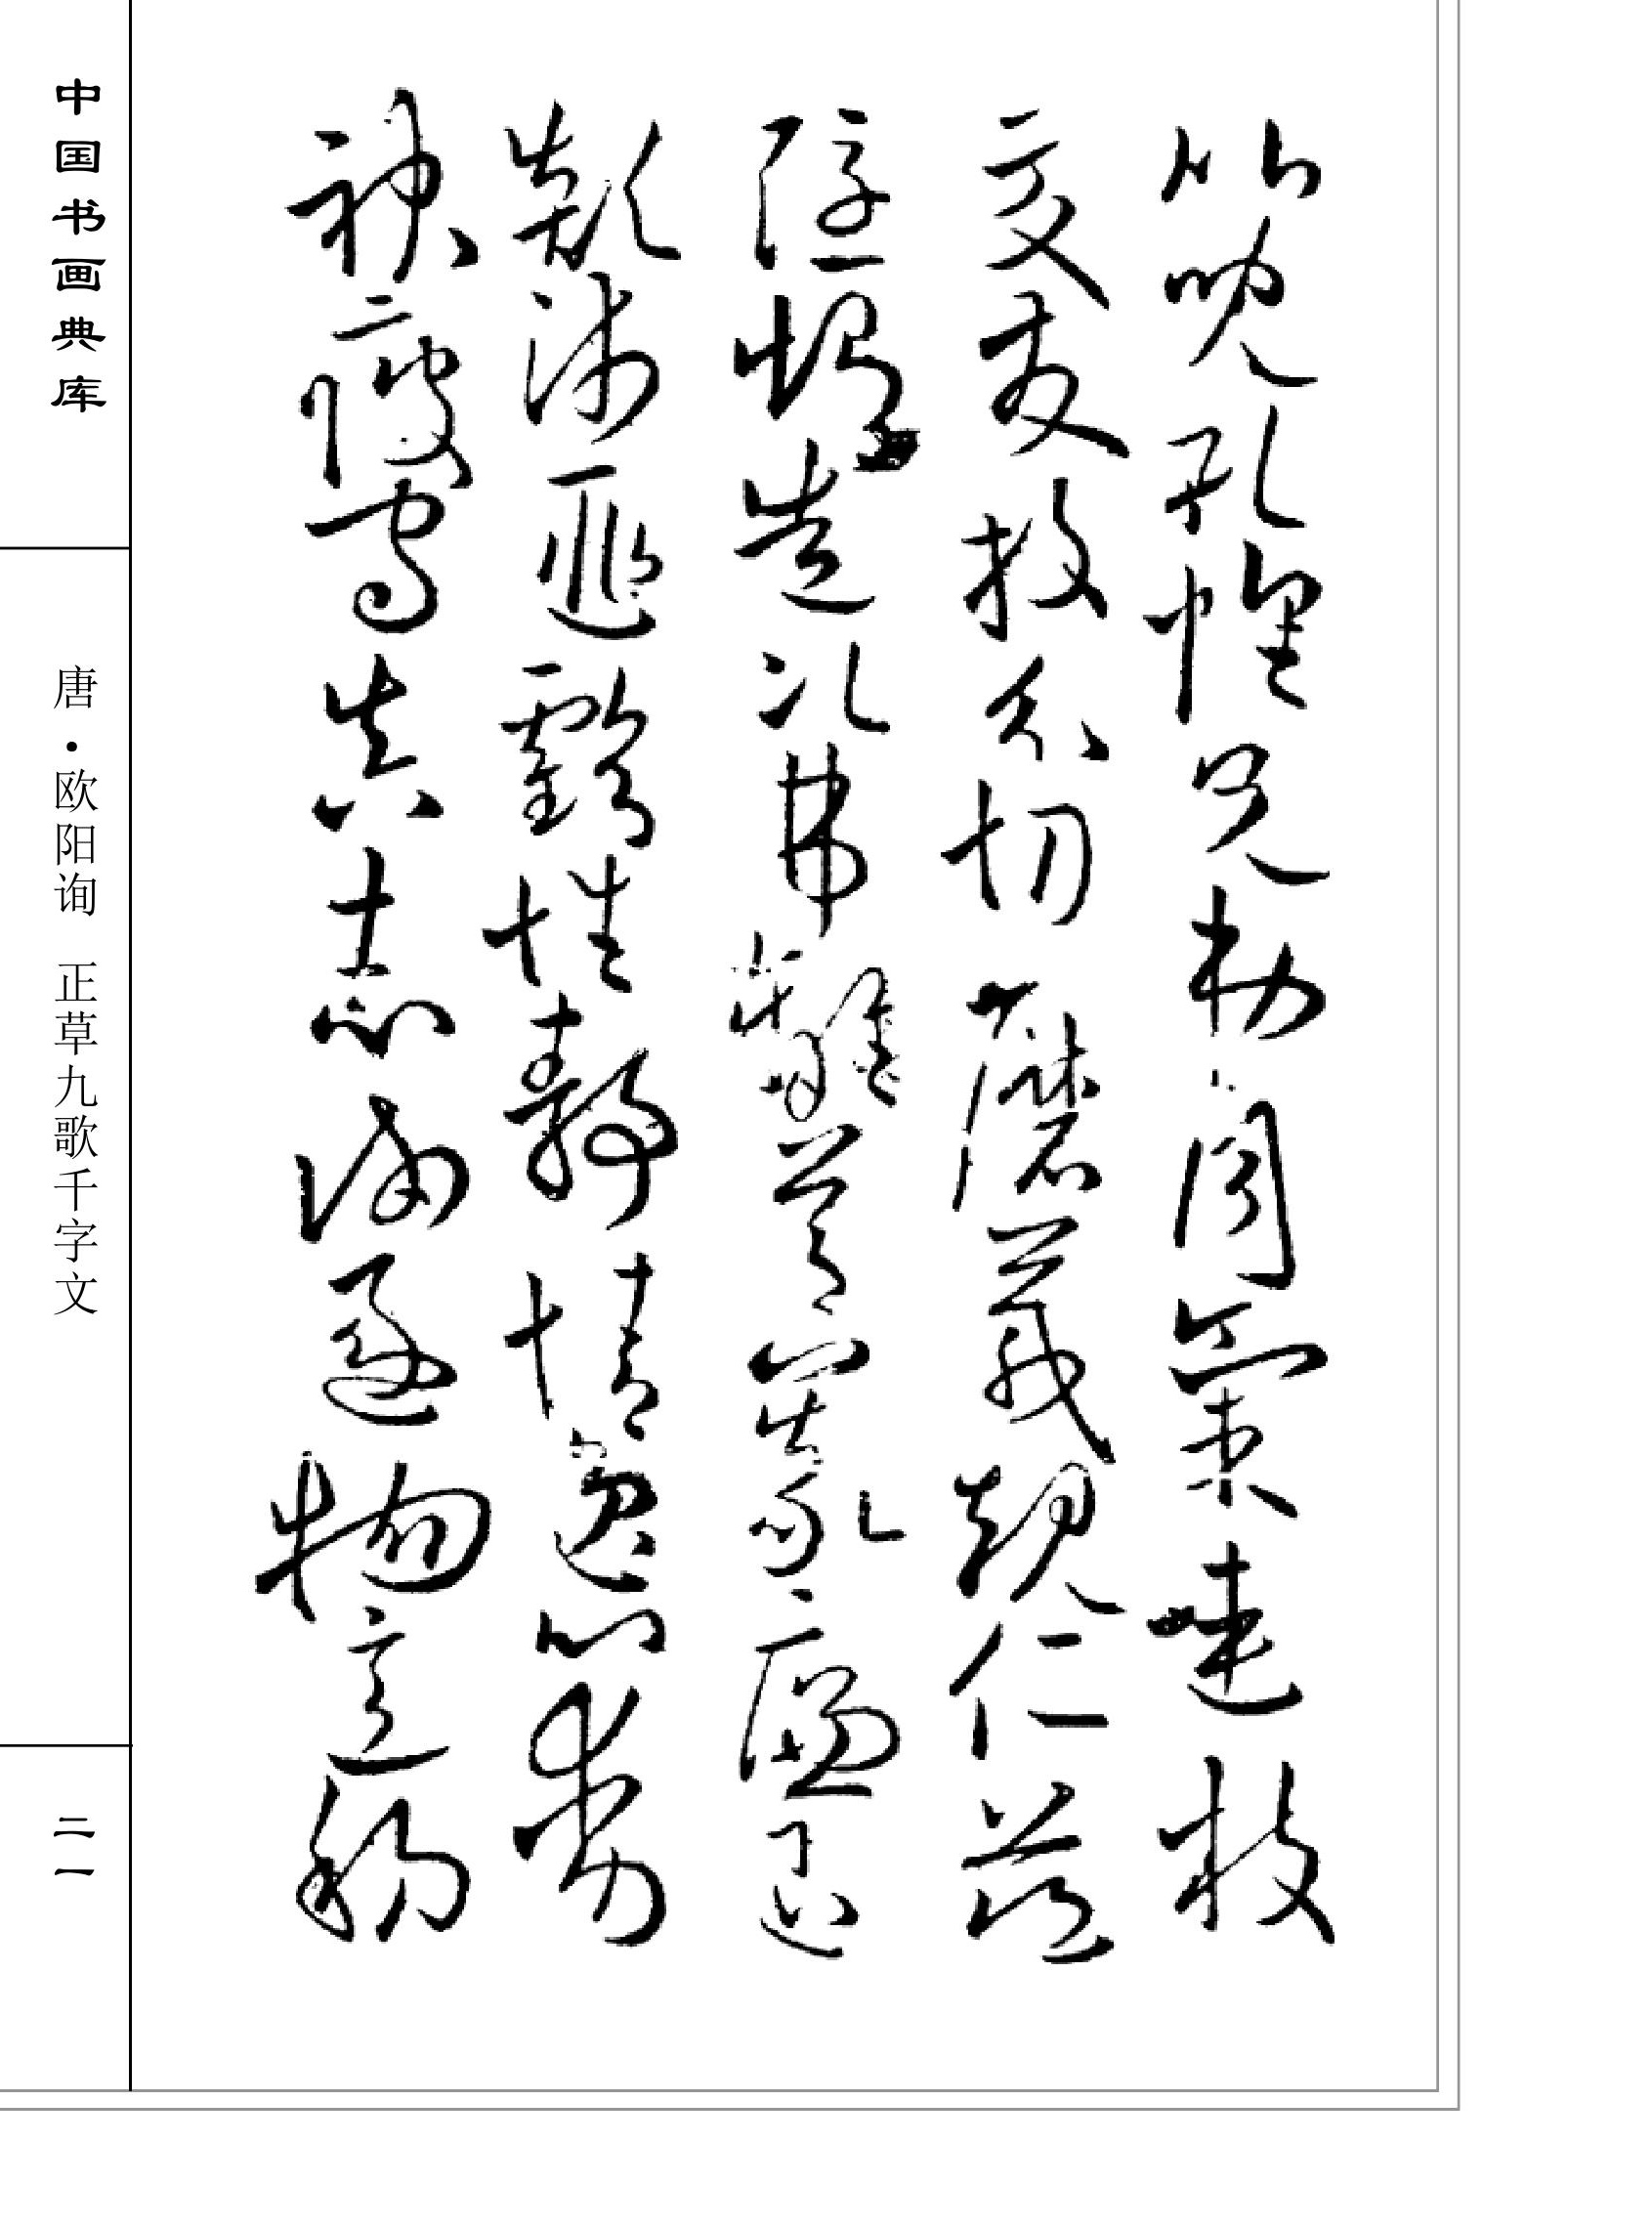 比兒孔懷兄弟同氣連枝
交友投分切磨箴規仁慈
隱惻造次弗離節義廉退
顛沛匪虧性靜情逸心動
神疲守真志滿逐物意移
中国书画典库
唐·欧阳询 正草九歌千字文
二一